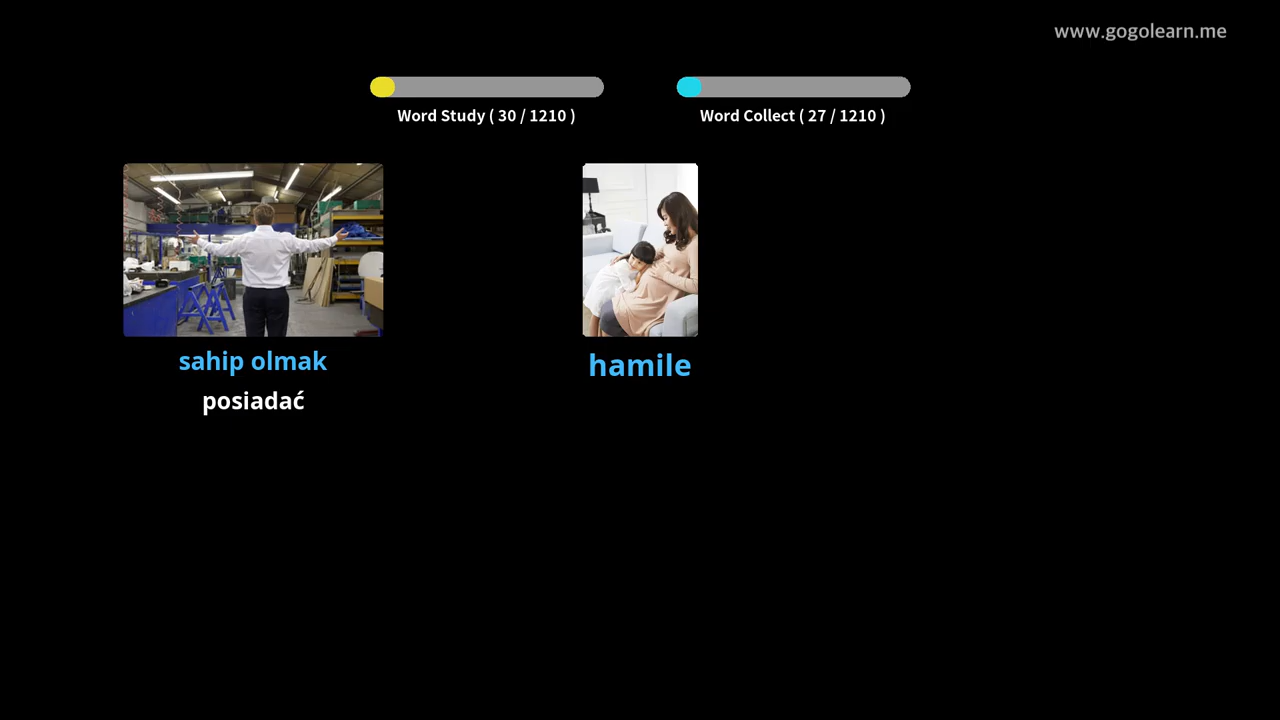 www.gogolearn.me
Word Study ( 30 / 1210 )
Word Collect ( 27 / 1210 )
sahip olmak
posiadać
hamile